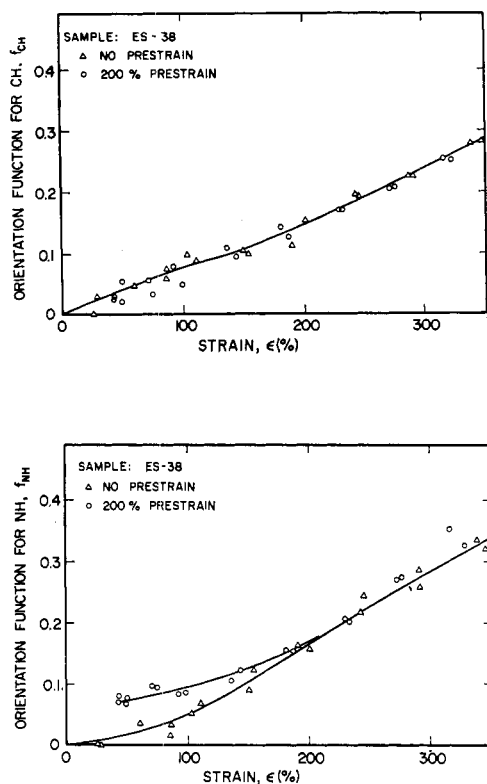 SAMPLE: ES-38
△ NO PRESTRAIN
○ 200% PRESTRAIN
ORIENTATION FUNCTION FOR CH, f_CH
0.4
0.3
0.2
0.1
0
0 100 200 300
STRAIN, ϵ(%)
SAMPLE: ES-38
△ NO PRESTRAIN
○ 200% PRESTRAIN
ORIENTATION FUNCTION FOR NH, f_NH
0.4
0.3
0.2
0.1
0
0 100 200 300
STRAIN, ϵ(%)